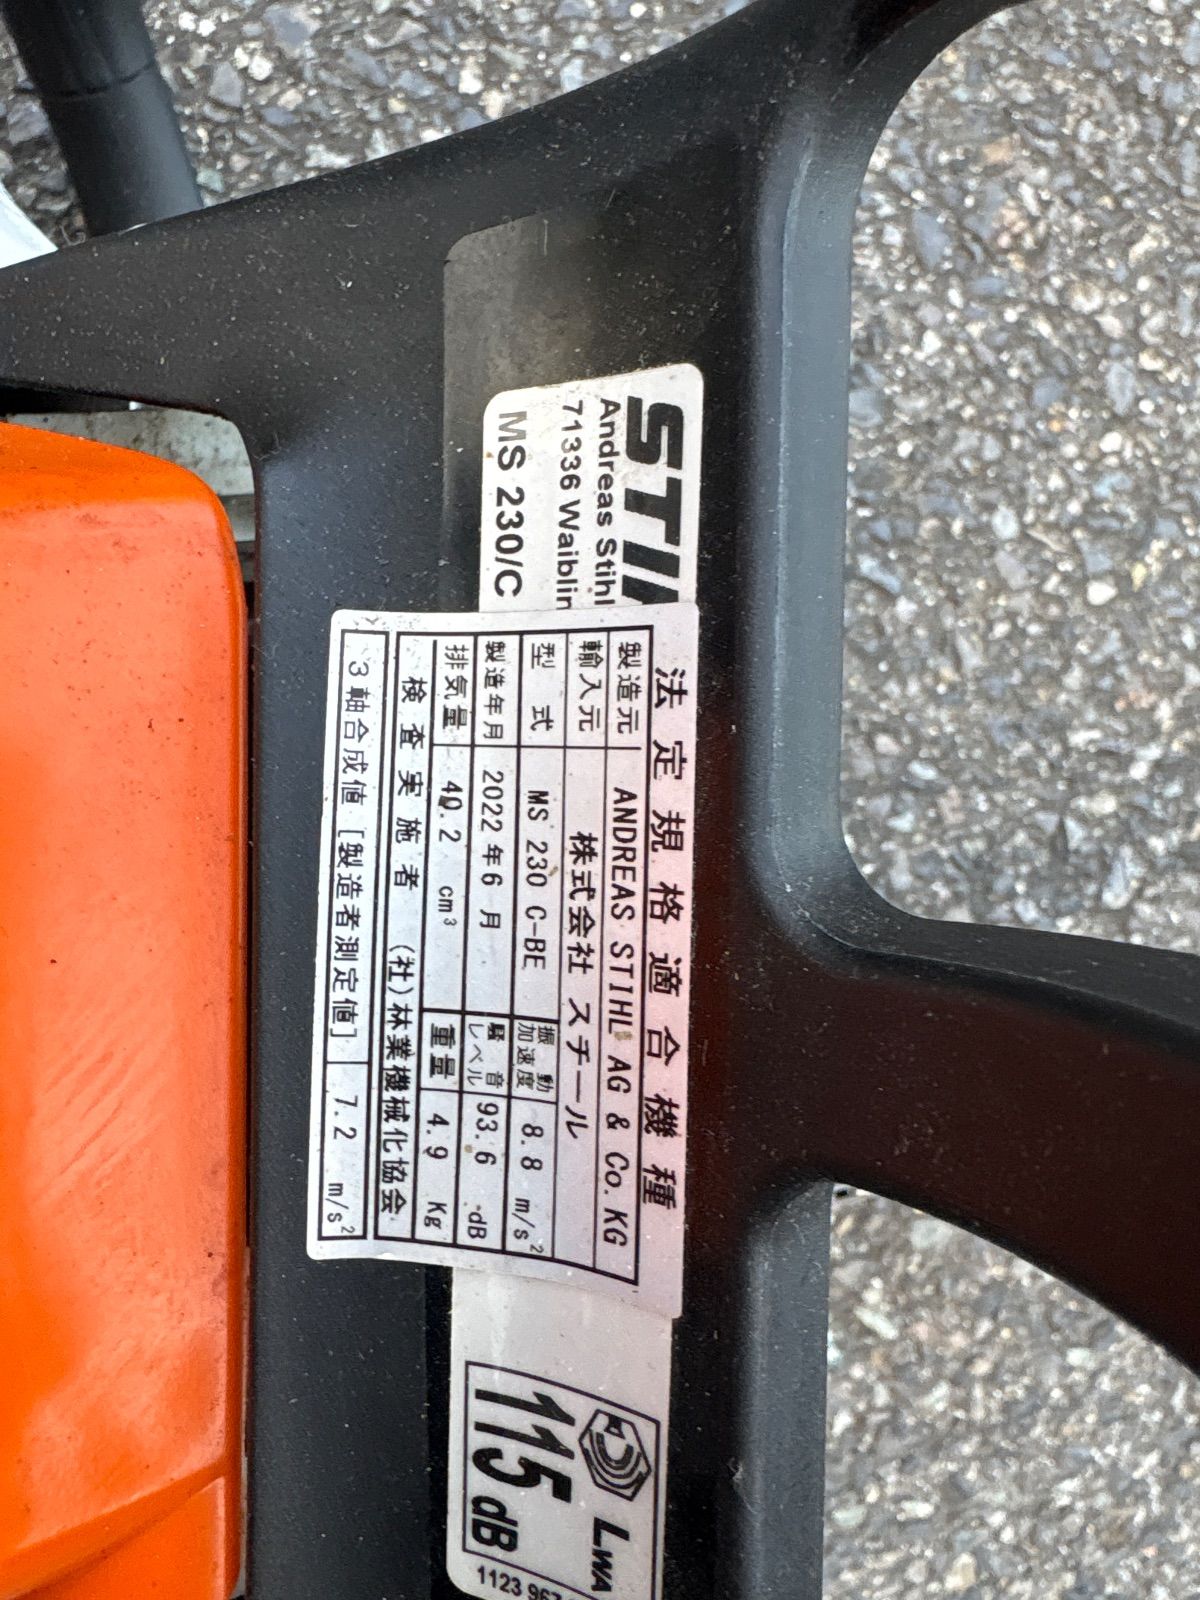 STIH
Andreas Stihl
71336 Waiblin
MS 230/C
法定規格適合機種
製造元 ANDREAS STIHL AG & Co. KG
輸入元 株式会社 スチール
型式 MS 230 C-BE 振動加速度 8.8 m/s²
製造年月 2022年6月 騒音レベル 93.6 dB
排気量 40.2 cm³ 重量 4.9 Kg
検査実施者 (社)林業機械化協会
3軸合成値[製造者測定値] 7.2 m/s²
LWA
115 dB
1123 967